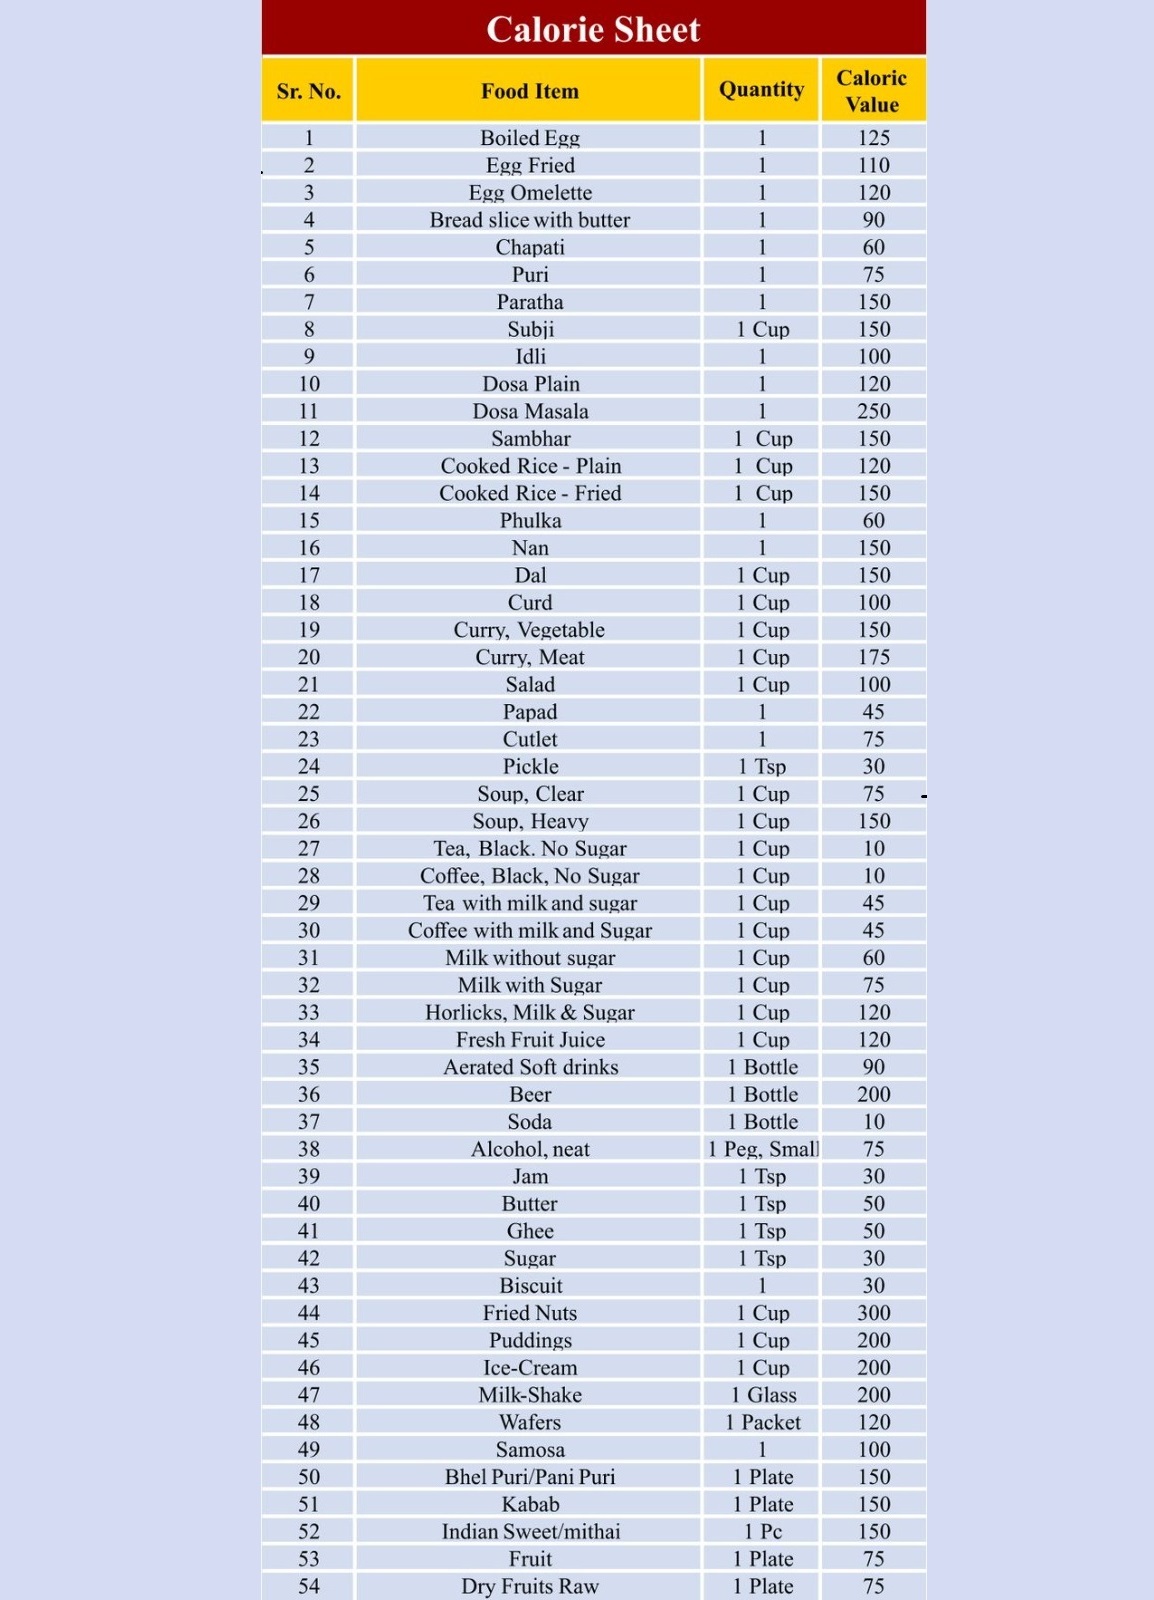 Calorie Sheet
Sr. No. Food Item Quantity Caloric Value
1 Boiled Egg 1 125
2 Egg Fried 1 110
3 Egg Omelette 1 120
4 Bread slice with butter 1 90
5 Chapati 1 60
6 Puri 1 75
7 Paratha 1 150
8 Subji 1 Cup 150
9 Idli 1 100
10 Dosa Plain 1 120
11 Dosa Masala 1 250
12 Sambhar 1 Cup 150
13 Cooked Rice - Plain 1 Cup 120
14 Cooked Rice - Fried 1 Cup 150
15 Phulka 1 60
16 Nan 1 150
17 Dal 1 Cup 150
18 Curd 1 Cup 100
19 Curry, Vegetable 1 Cup 150
20 Curry, Meat 1 Cup 175
21 Salad 1 Cup 100
22 Papad 1 45
23 Cutlet 1 75
24 Pickle 1 Tsp 30
25 Soup, Clear 1 Cup 75
26 Soup, Heavy 1 Cup 150
27 Tea, Black. No Sugar 1 Cup 10
28 Coffee, Black, No Sugar 1 Cup 10
29 Tea with milk and sugar 1 Cup 45
30 Coffee with milk and Sugar 1 Cup 45
31 Milk without sugar 1 Cup 60
32 Milk with Sugar 1 Cup 75
33 Horlicks, Milk & Sugar 1 Cup 120
34 Fresh Fruit Juice 1 Cup 120
35 Aerated Soft drinks 1 Bottle 90
36 Beer 1 Bottle 200
37 Soda 1 Bottle 10
38 Alcohol, neat 1 Peg, Small 75
39 Jam 1 Tsp 30
40 Butter 1 Tsp 50
41 Ghee 1 Tsp 50
42 Sugar 1 Tsp 30
43 Biscuit 1 30
44 Fried Nuts 1 Cup 300
45 Puddings 1 Cup 200
46 Ice-Cream 1 Cup 200
47 Milk-Shake 1 Glass 200
48 Wafers 1 Packet 120
49 Samosa 1 100
50 Bhel Puri/Pani Puri 1 Plate 150
51 Kabab 1 Plate 150
52 Indian Sweet/mithai 1 Pc 150
53 Fruit 1 Plate 75
54 Dry Fruits Raw 1 Plate 75